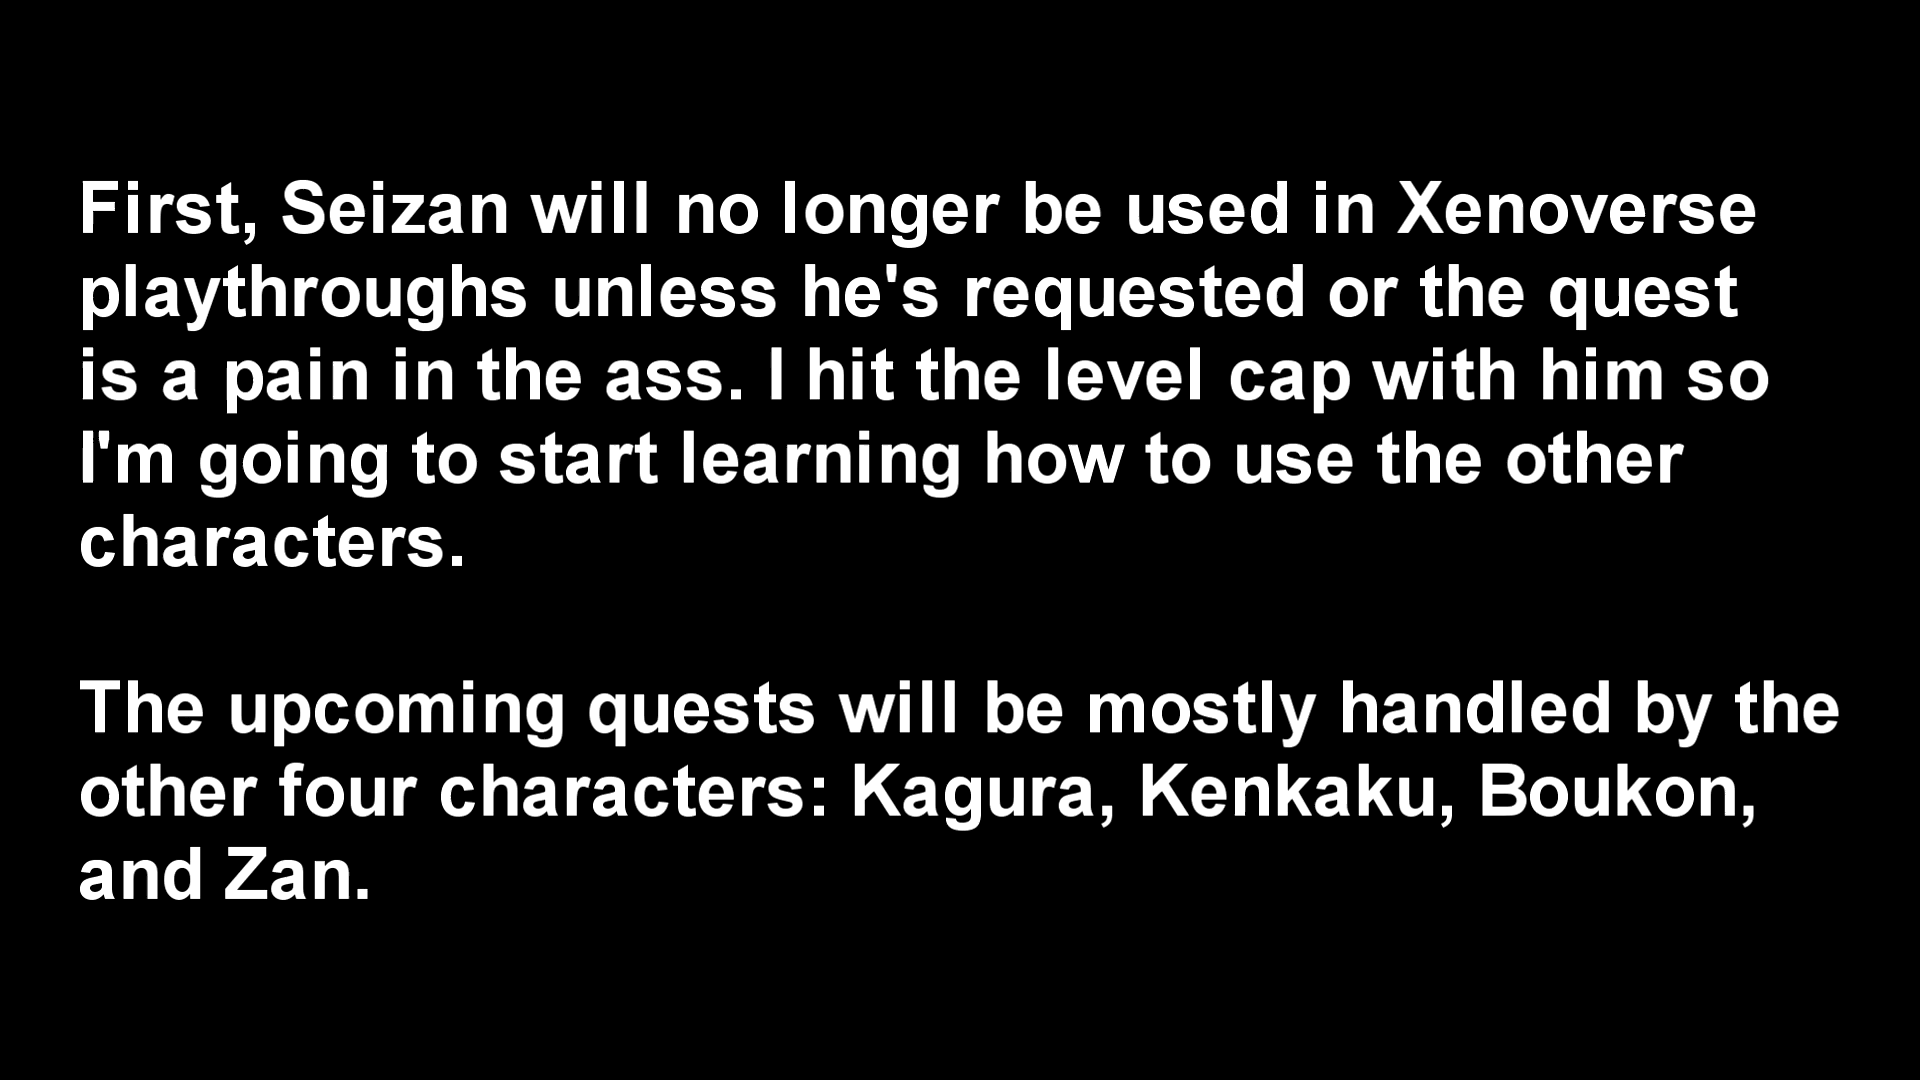 First, Seizan will no longer be used in Xenoverse
playthroughs unless he's requested or the quest
is a pain in the ass. I hit the level cap with him so
I'm going to start learning how to use the other
characters.
The upcoming quests will be mostly handled by the
other four characters: Kagura, Kenkaku, Boukon,
and Zan.